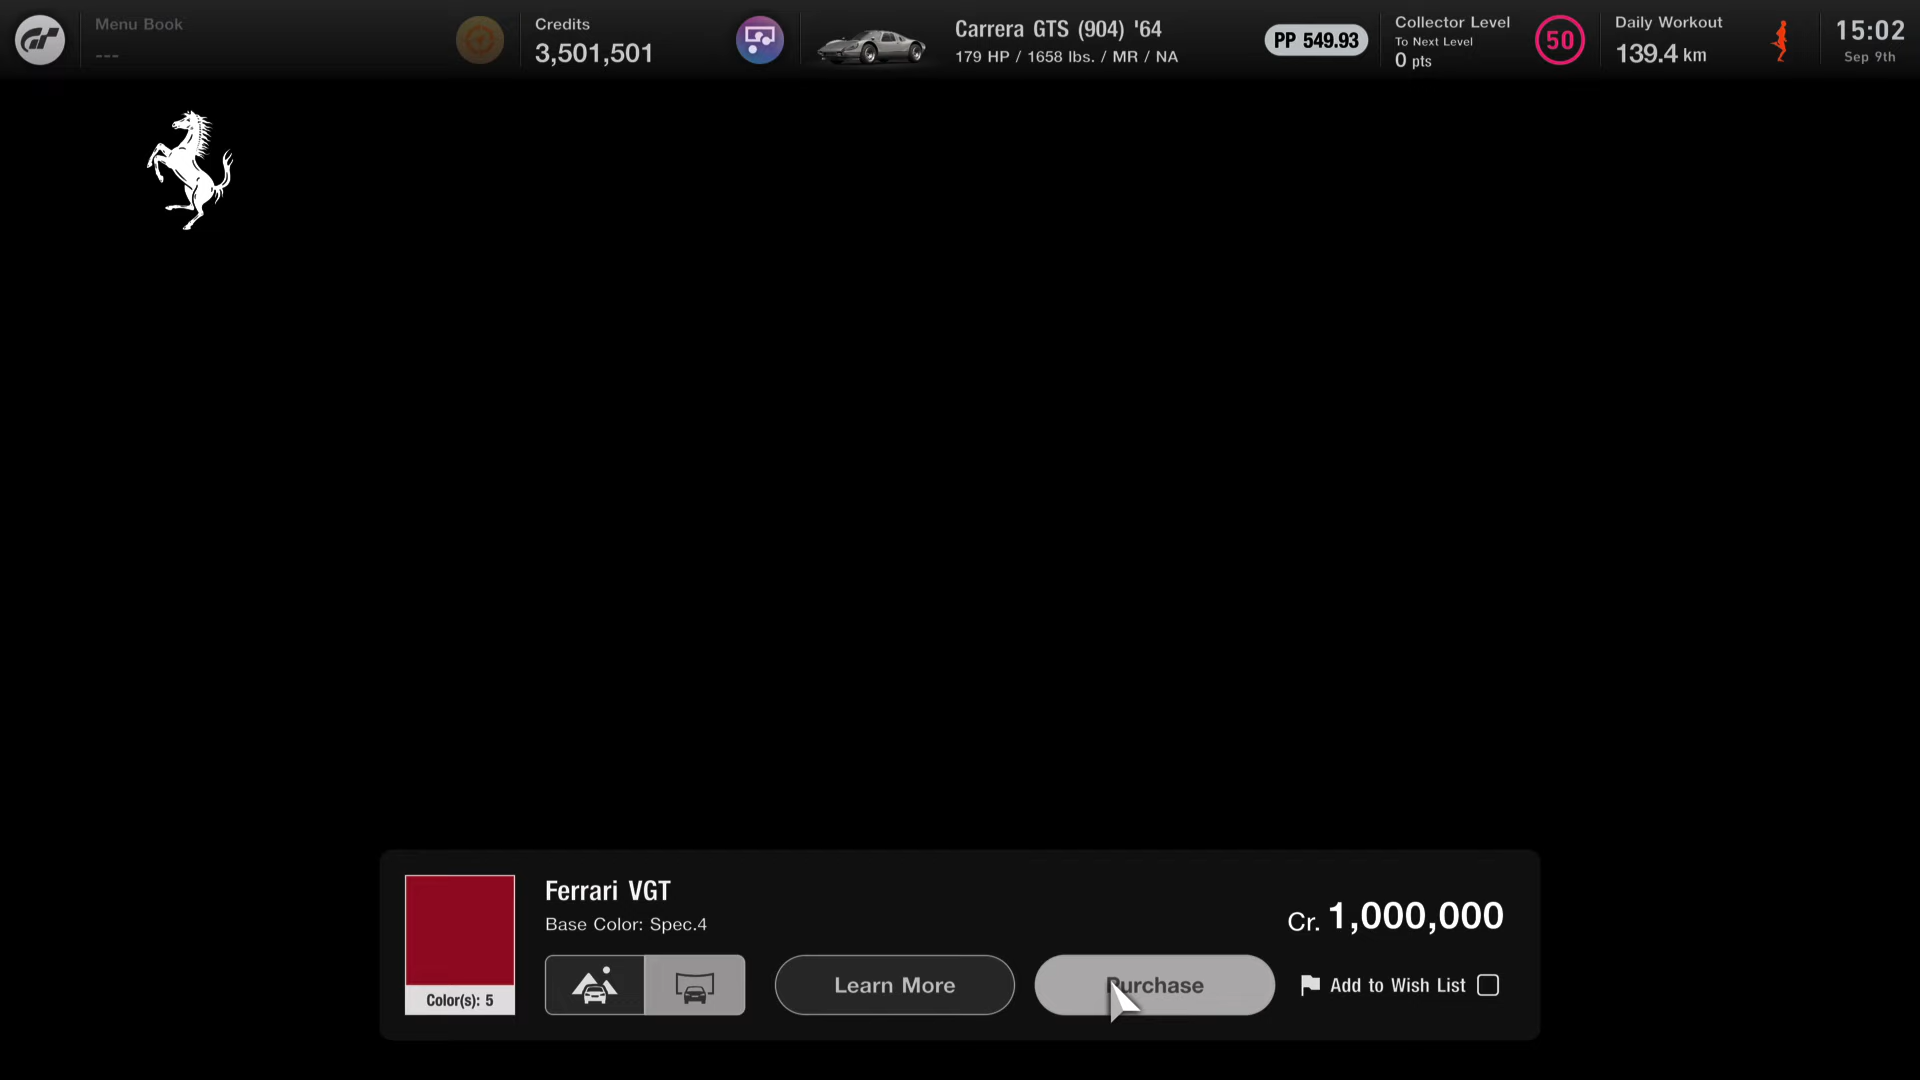 Menu Book
---
Credits
3,501,501
Carrera GTS (904) '64
179 HP / 1658 lbs. / MR / NA
PP 549.93
Collector Level
To Next Level
0 pts
50
Daily Workout
139.4 km
15:02
Sep 9th
Ferrari VGT
Base Color: Spec.4
Cr. 1,000,000
Color(s): 5
Learn More
Purchase
Add to Wish List